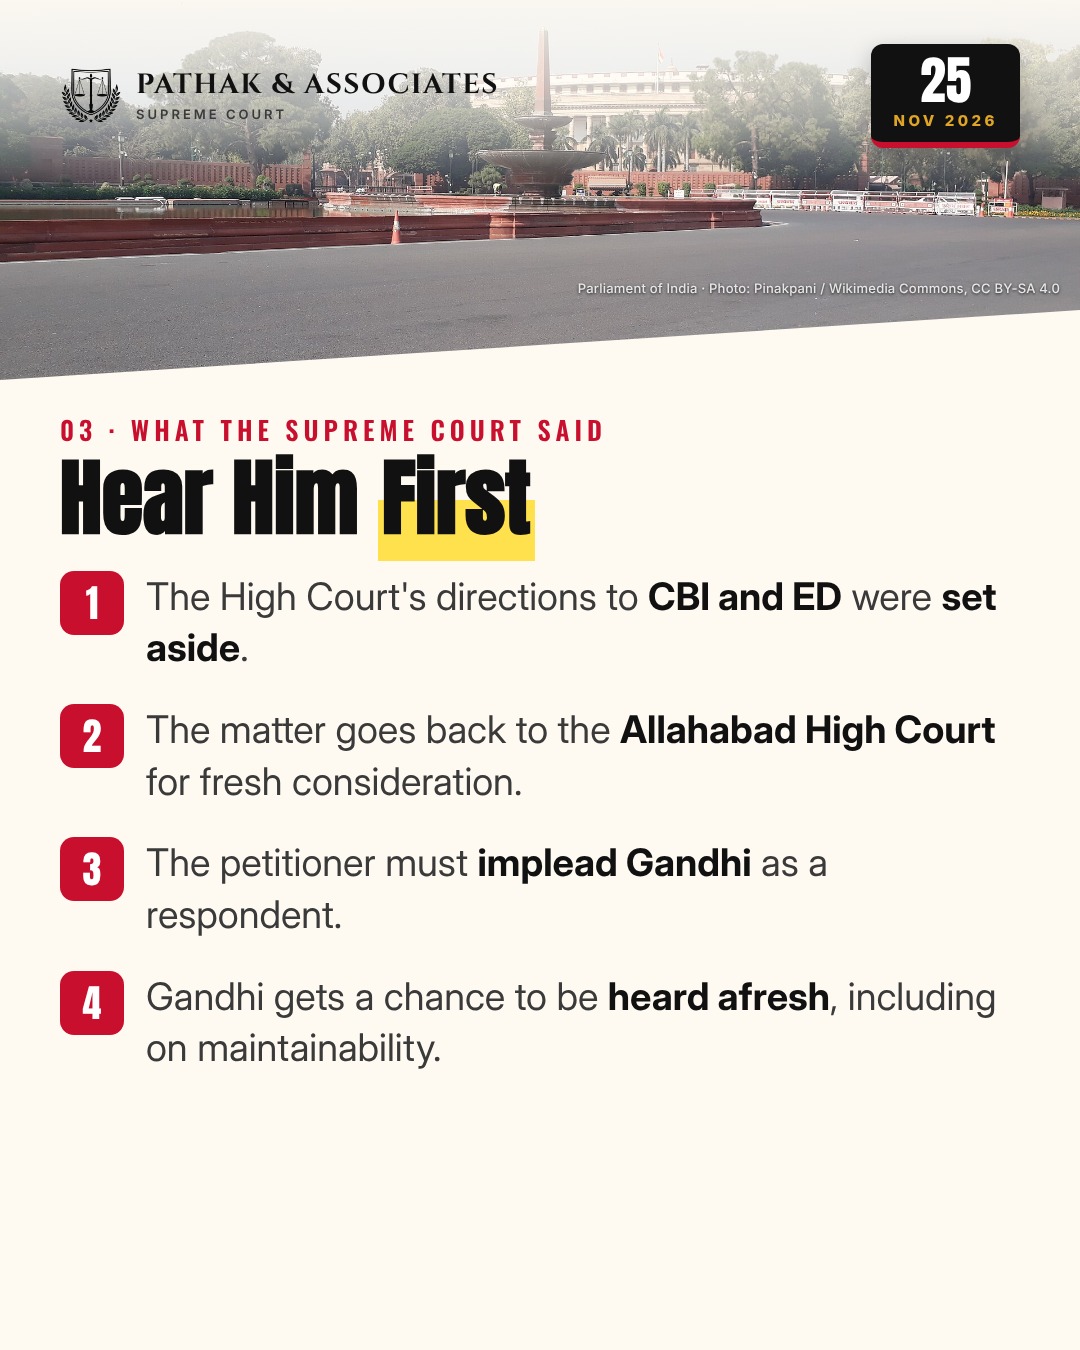 PATHAK & ASSOCIATES
SUPREME COURT
25
NOV 2026
Parliament of India · Photo: Pinakpani / Wikimedia Commons, CC BY-SA 4.0
03 · WHAT THE SUPREME COURT SAID
Hear Him First
1 The High Court's directions to CBI and ED were set
aside.
2 The matter goes back to the Allahabad High Court
for fresh consideration.
3 The petitioner must implead Gandhi as a
respondent.
4 Gandhi gets a chance to be heard afresh, including
on maintainability.